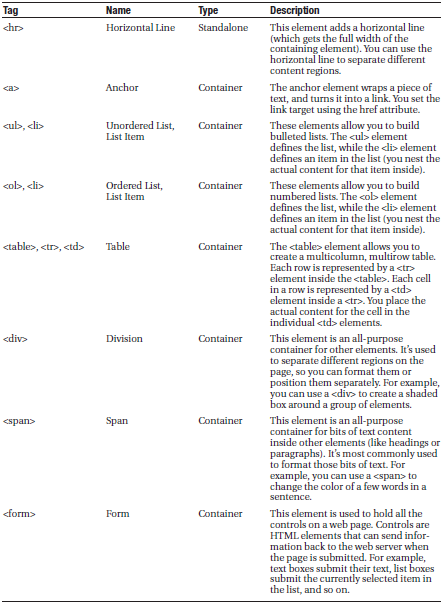 Tag Name Type Description
<hr> Horizontal Line Standalone This element adds a horizontal line
(which gets the full width of the
containing element). You can use the
horizontal line to separate different
content regions.
<a> Anchor Container The anchor element wraps a piece of
text, and turns it into a link. You set the
link target using the href attribute.
<ul>, <li> Unordered List, Container These elements allow you to build
List Item bulleted lists. The <ul> element
defines the list, while the <li> element
defines an item in the list (you nest the
actual content for that item inside).
<ol>, <li> Ordered List, Container These elements allow you to build
List Item numbered lists. The <ol> element
defines the list, while the <li> element
defines an item in the list (you nest the
actual content for that item inside).
<table>, <tr>, <td> Table Container The <table> element allows you to
create a multicolumn, multirow table.
Each row is represented by a <tr>
element inside the <table>. Each cell
in a row is represented by a <td>
element inside a <tr>. You place the
actual content for the cell in the
individual <td> elements.
<div> Division Container This element is an all-purpose
container for other elements. It's used
to separate different regions on the
page, so you can format them or
position them separately. For example,
you can use a <div> to create a shaded
box around a group of elements.
<span> Span Container This element is an all-purpose
container for bits of text content
inside other elements (like headings or
paragraphs). It's most commonly used
to format those bits of text. For
example, you can use a <span> to
change the color of a few words in a
sentence.
<form> Form Container This element is used to hold all the
controls on a web page. Controls are
HTML elements that can send infor-
mation back to the web server when
the page is submitted. For example,
text boxes submit their text, list boxes
submit the currently selected item in
the list, and so on.